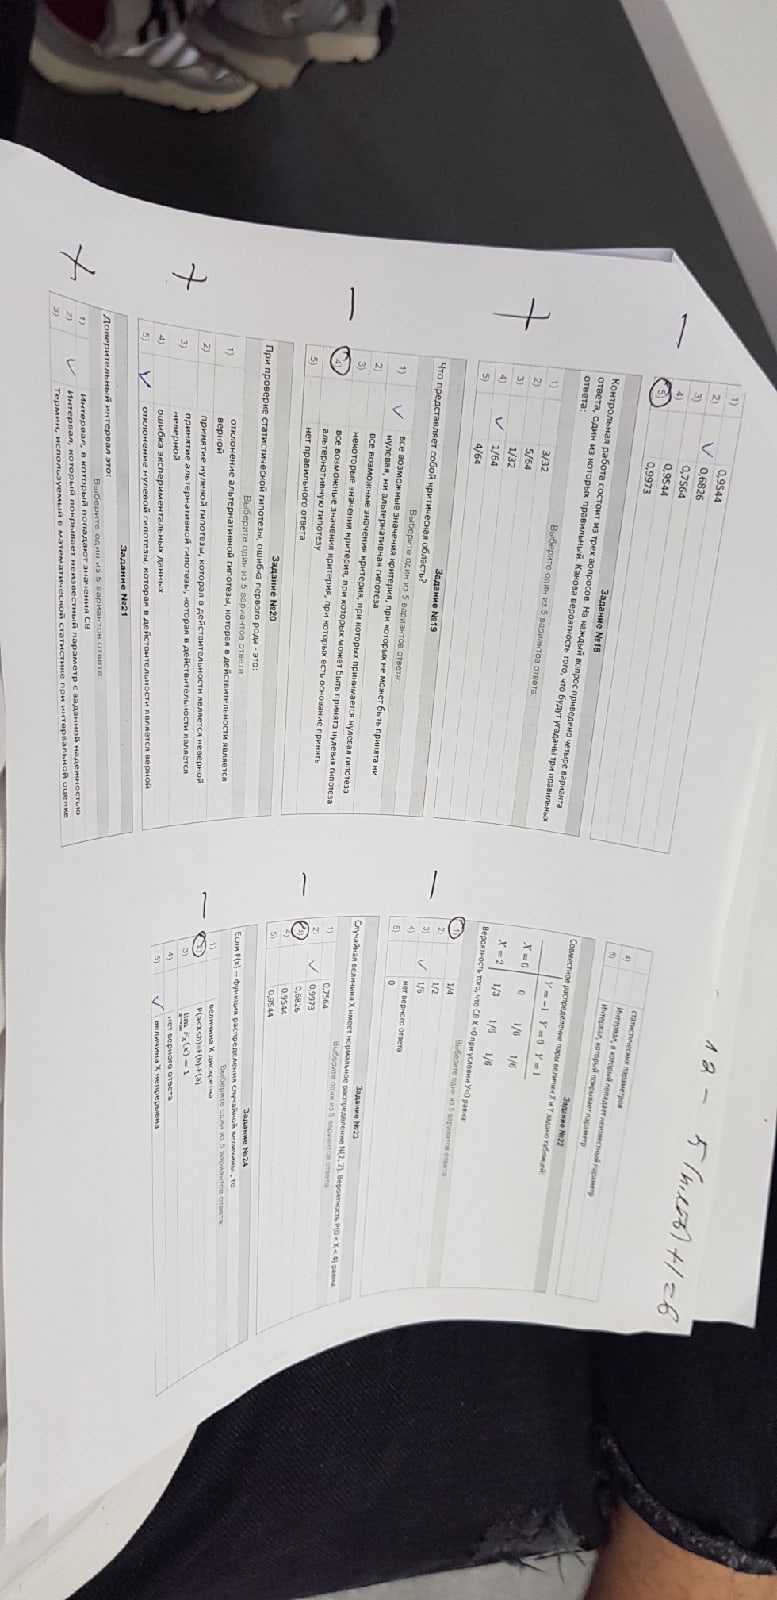 12 - 5 +1 = 6
1)
2) 0,9544
3) 0,6826
4) 0,7564
5) 0,9544
0,9973
Задание №18
Контрольная работа состоит из трех вопросов. На каждый вопрос приведено четыре варианта
ответа, один из которых правильный. Какова вероятность того, что будут угаданы три правильных
ответа:
Выберите один из 5 вариантов ответа:
1) 3/32
2) 5/64
3) 1/32
4) 1/64
5) 4/64
Задание №19
Что представляет собой критическая область?
Выберите один из 5 вариантов ответа:
1) все возможные значения критерия, при которых не может быть принята ни
нулевая, ни альтернативная гипотеза
2) все возможные значения критерия, при которых принимается нулевая гипотеза
3) некоторые значения критерия, при которых может быть принята нулевая гипотеза
4) все возможные значения критерия, при которых есть основание принять
альтернативную гипотезу
5) нет правильного ответа
Задание №20
При проверке статистической гипотезы, ошибка первого рода - это:
Выберите один из 5 вариантов ответа:
1) отклонение альтернативной гипотезы, которая в действительности является
верной
2) принятие нулевой гипотезы, которая в действительности является неверной
3) принятие альтернативной гипотезы, которая в действительности является
неверной
4) ошибка экспериментальных данных
5) отклонение нулевой гипотезы, которая в действительности является верной
Задание №21
Доверительный интервал это:
Выберите один из 5 вариантов ответа:
1) Интервал, в который попадают значения СВ
2) Интервал, который покрывает неизвестный параметр с заданной надежностью
3) Термин, используемый в математической статистике при интервальной оценке
статистических параметров
4) Интервал, в который попадает неизвестный параметр
5) Интервал, который покрывает параметр
Задание №22
Совместное распределение пары величин X и Y задано таблицей:
Y = −1 Y = 0 Y = 1
X = 0 0 1/6 1/6
X = 2 1/3 1/6 1/6
Вероятность того, что СВ X=0 при условии Y<0 равна:
Выберите один из 5 вариантов ответа:
1) 1/4
2) 1/2
3) 1/6
4) нет верного ответа
5) 0
Задание №23
Случайная величина X имеет нормальное распределение N(2, 2). Вероятность P(0 < X < 4) равна:
Выберите один из 5 вариантов ответа:
1) 0,7564
2) 0,9973
3) 0,6826
4) 0,9544
5) 0,9544
Задание №24
Если F(x) – функция распределения случайной величины , то
Выберите один из 5 вариантов ответа:
1) величина X дискретна
2) P(a<X≤b)=F(b)-F(a)
3) lim Fx(x) = 1
4) нет верного ответа
5) величина X непрерывна